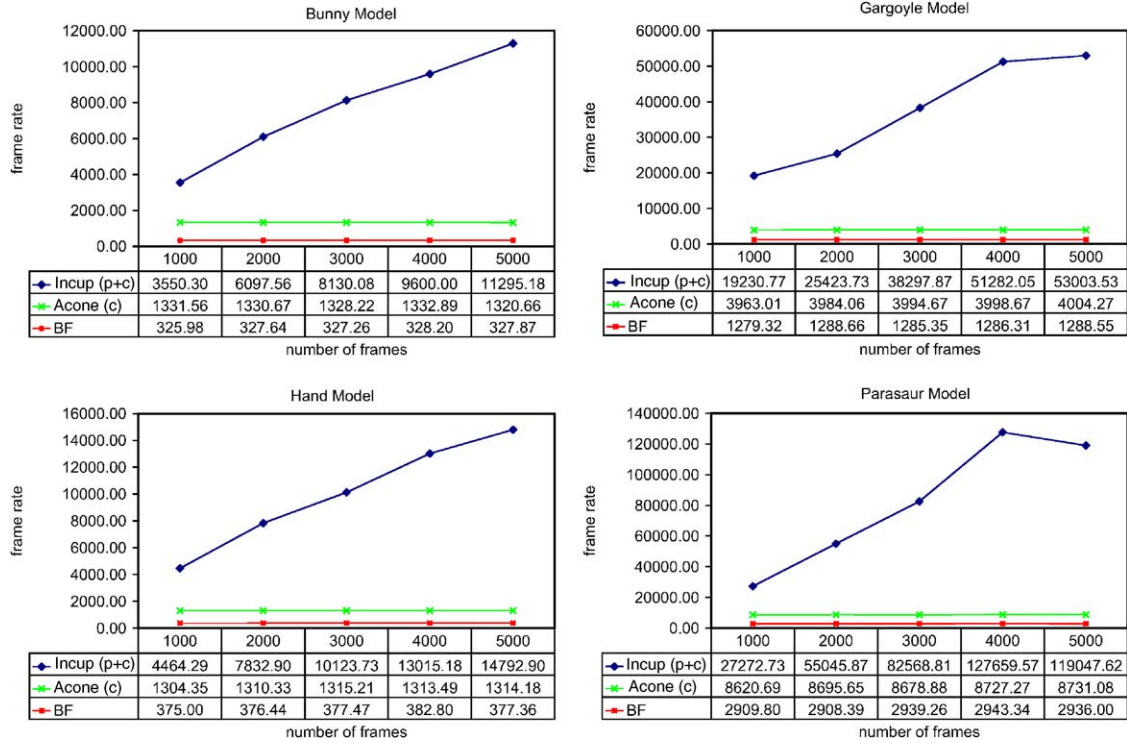 Bunny Model
12000.00
10000.00
8000.00
6000.00
4000.00
2000.00
0.00
frame rate
1000 2000 3000 4000 5000
Incup (p+c) 3550.30 6097.56 8130.08 9600.00 11295.18
Acone (c) 1331.56 1330.67 1328.22 1332.89 1320.66
BF 325.98 327.64 327.26 328.20 327.87
number of frames
Gargoyle Model
60000.00
50000.00
40000.00
30000.00
20000.00
10000.00
0.00
frame rate
1000 2000 3000 4000 5000
Incup (p+c) 19230.77 25423.73 38297.87 51282.05 53003.53
Acone (c) 3963.01 3984.06 3994.67 3998.67 4004.27
BF 1279.32 1288.66 1285.35 1286.31 1288.55
number of frames
Hand Model
16000.00
14000.00
12000.00
10000.00
8000.00
6000.00
4000.00
2000.00
0.00
frame rate
1000 2000 3000 4000 5000
Incup (p+c) 4464.29 7832.90 10123.73 13015.18 14792.90
Acone (c) 1304.35 1310.33 1315.21 1313.49 1314.18
BF 375.00 376.44 377.47 382.80 377.36
number of frames
Parasaur Model
140000.00
120000.00
100000.00
80000.00
60000.00
40000.00
20000.00
0.00
frame rate
1000 2000 3000 4000 5000
Incup (p+c) 27272.73 55045.87 82568.81 127659.57 119047.62
Acone (c) 8620.69 8695.65 8678.88 8727.27 8731.08
BF 2909.80 2908.39 2939.26 2943.34 2936.00
number of frames